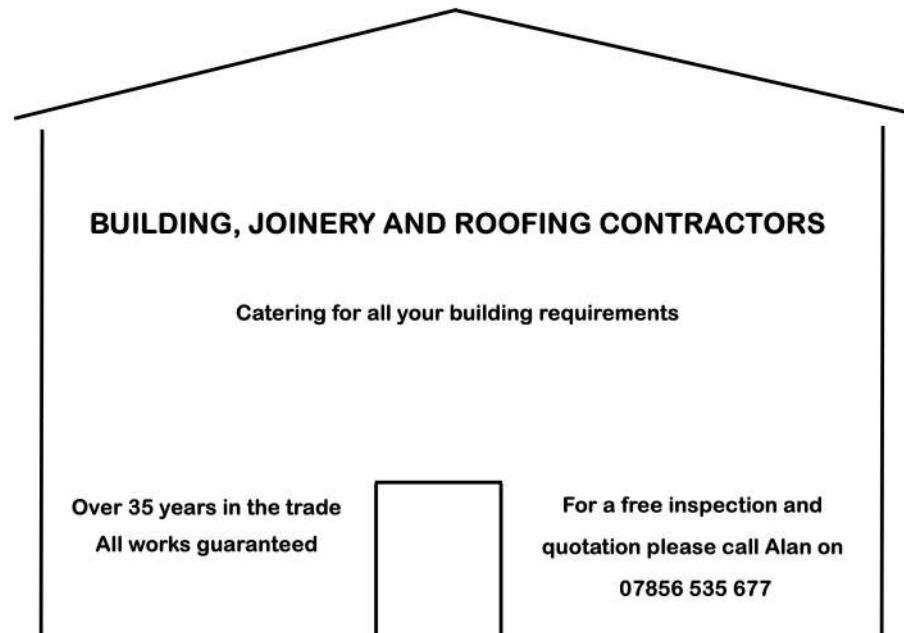 BUILDING, JOINERY AND ROOFING CONTRACTORS
Catering for all your building requirements
Over 35 years in the trade
All works guaranteed
For a free inspection and
quotation please call Alan on
07856 535 677